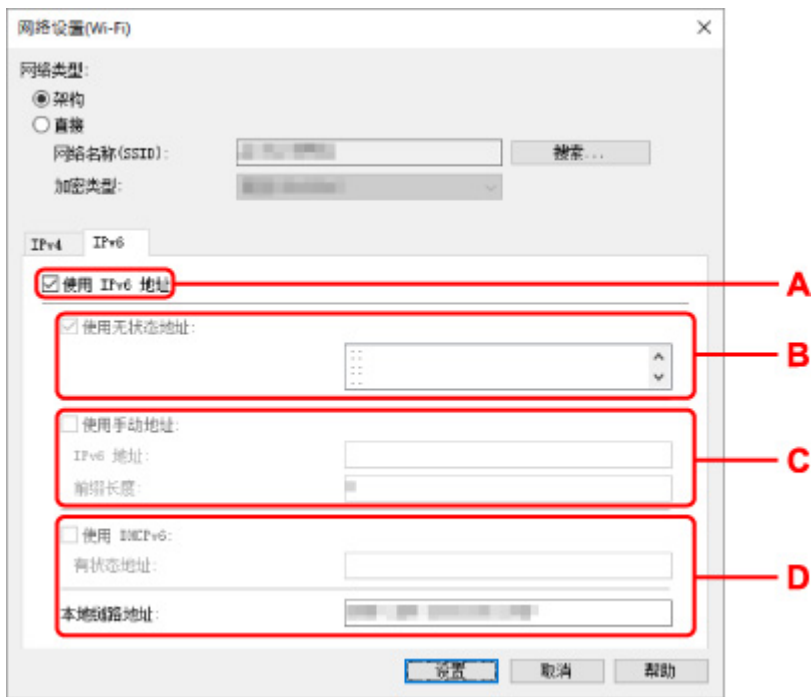 网络设置(Wi-Fi)
网络类型:
架构
直接
网络名称(SSID):
搜索...
加密类型:
IPv4 IPv6
使用 IPv6 地址
A
使用无状态地址:
B
使用手动地址:
IPv6 地址:
C
前缀长度:
使用 DHCPv6:
有状态地址:
D
本地链路地址:
设置 取消 帮助